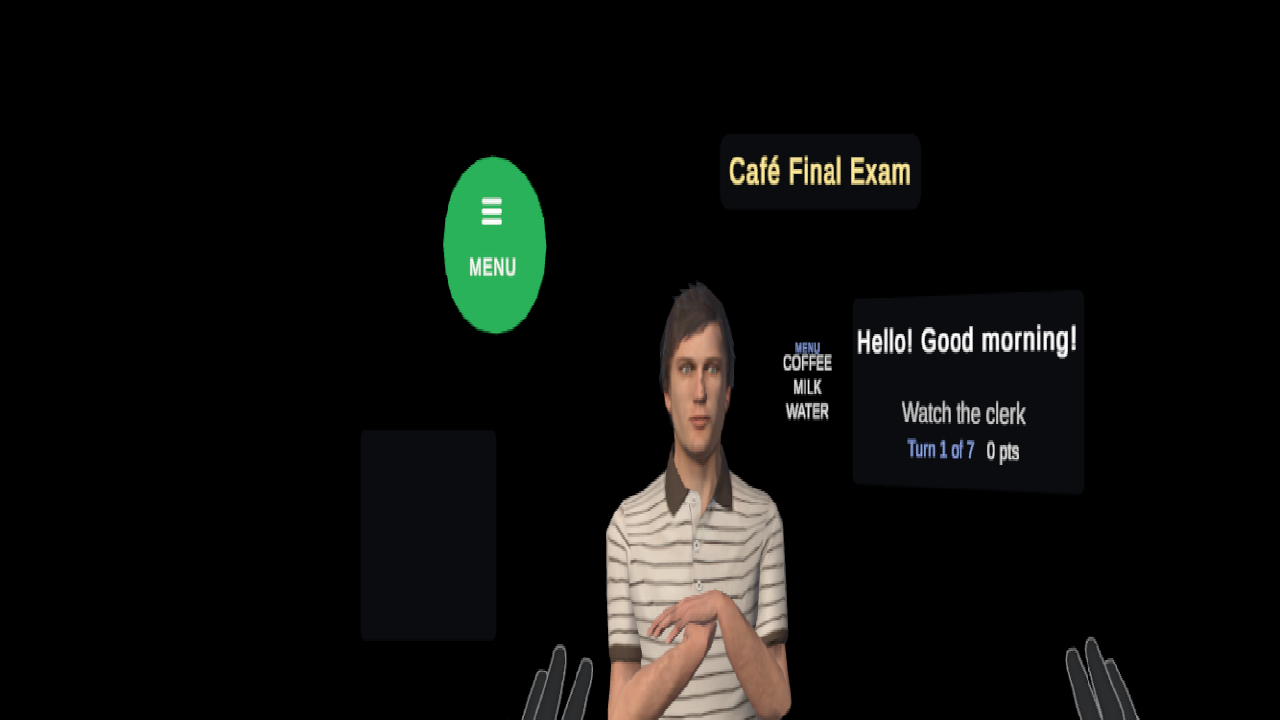 Café Final Exam
MENU
Hello! Good morning!
MENU
COFFEE
MILK
WATER
Watch the clerk
Turn 1 of 7 0 pts